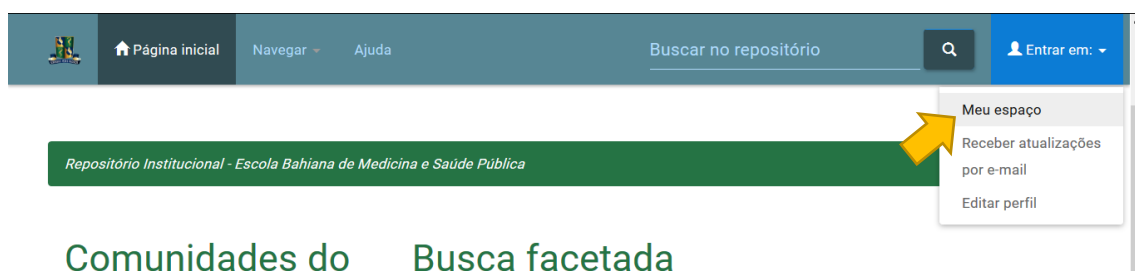 Página inicial
Navegar
Ajuda
Buscar no repositório
Entrar em:
Meu espaço
Receber atualizações
por e-mail
Editar perfil
Repositório Institucional - Escola Bahiana de Medicina e Saúde Pública
Comunidades do
Busca facetada